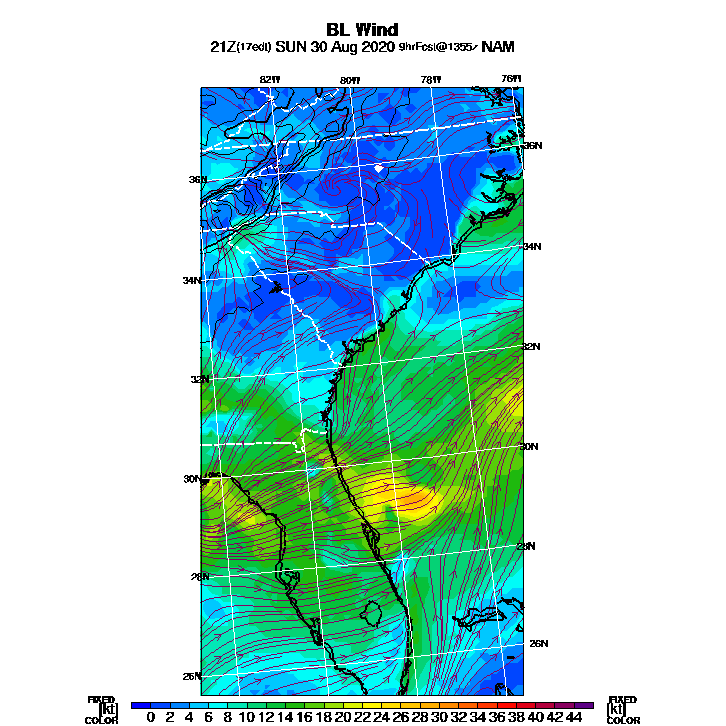 BL Wind
21Z(17edt) SUN 30 Aug 2020 9hrFcst@1355z NAM
82W 80W 78W 76W
36N
36N
34N
34N
32N
32N
30N
30N
28N
28N
26N
26N
FIXED FIXED
[kt] 0 2 4 6 8 10 12 14 16 18 20 22 24 26 28 30 32 34 36 38 40 42 44 [kt]
COLOR COLOR